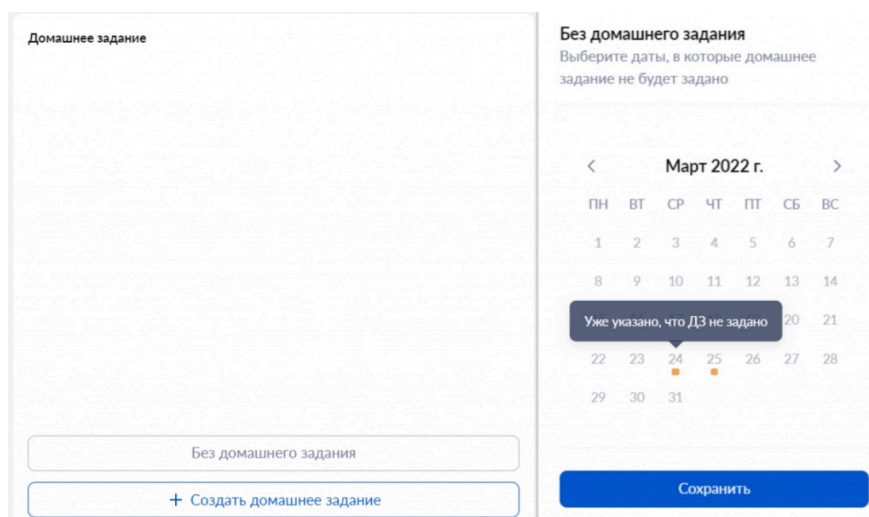 Домашнее задание
Без домашнего задания
+ Создать домашнее задание
Без домашнего задания
Выберите даты, в которые домашнее
задание не будет задано
< Март 2022 г. >
ПН ВТ СР ЧТ ПТ СБ ВС
1 2 3 4 5 6 7
8 9 10 11 12 13 14
Уже указано, что ДЗ не задано 20 21
22 23 24 25 26 27 28
29 30 31
Сохранить